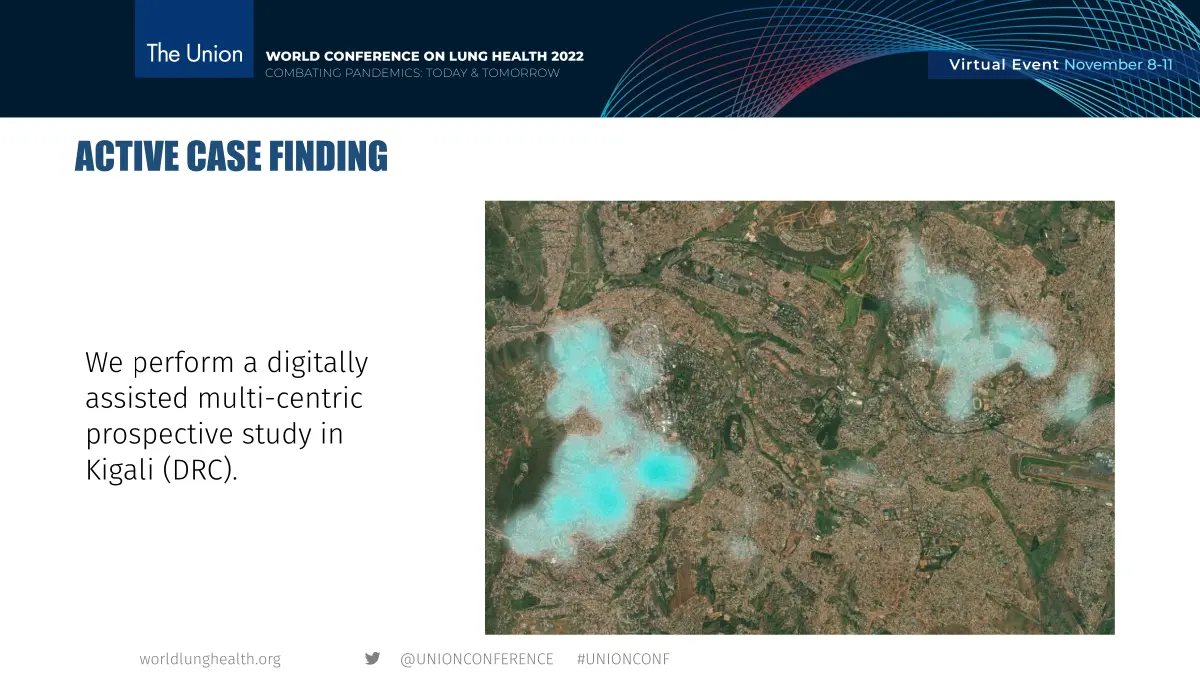 The Union
WORLD CONFERENCE ON LUNG HEALTH 2022
COMBATING PANDEMICS: TODAY & TOMORROW
Virtual Event November 8-11
ACTIVE CASE FINDING
We perform a digitally
assisted multi-centric
prospective study in
Kigali (DRC).
worldlunghealth.org
@UNIONCONFERENCE
#UNIONCONF